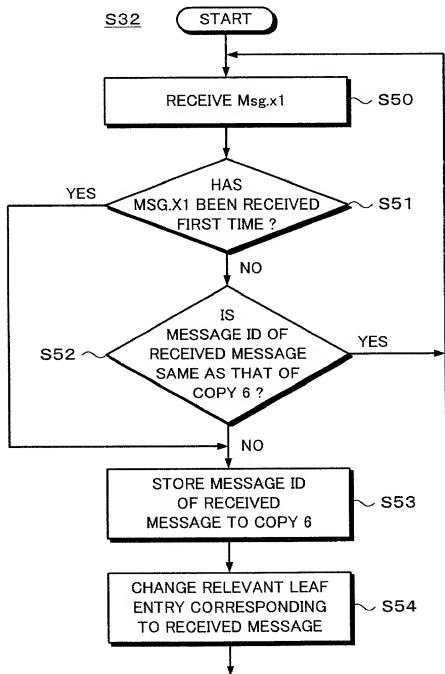 S32
START
RECEIVE Msg.x1
S50
YES
HAS
MSG.X1 BEEN RECEIVED
FIRST TIME ?
S51
NO
IS
MESSAGE ID OF
RECEIVED MESSAGE
SAME AS THAT OF
COPY 6 ?
YES
S52
NO
STORE MESSAGE ID
OF RECEIVED
MESSAGE TO COPY 6
S53
CHANGE RELEVANT LEAF
ENTRY CORRESPONDING
TO RECEIVED MESSAGE
S54